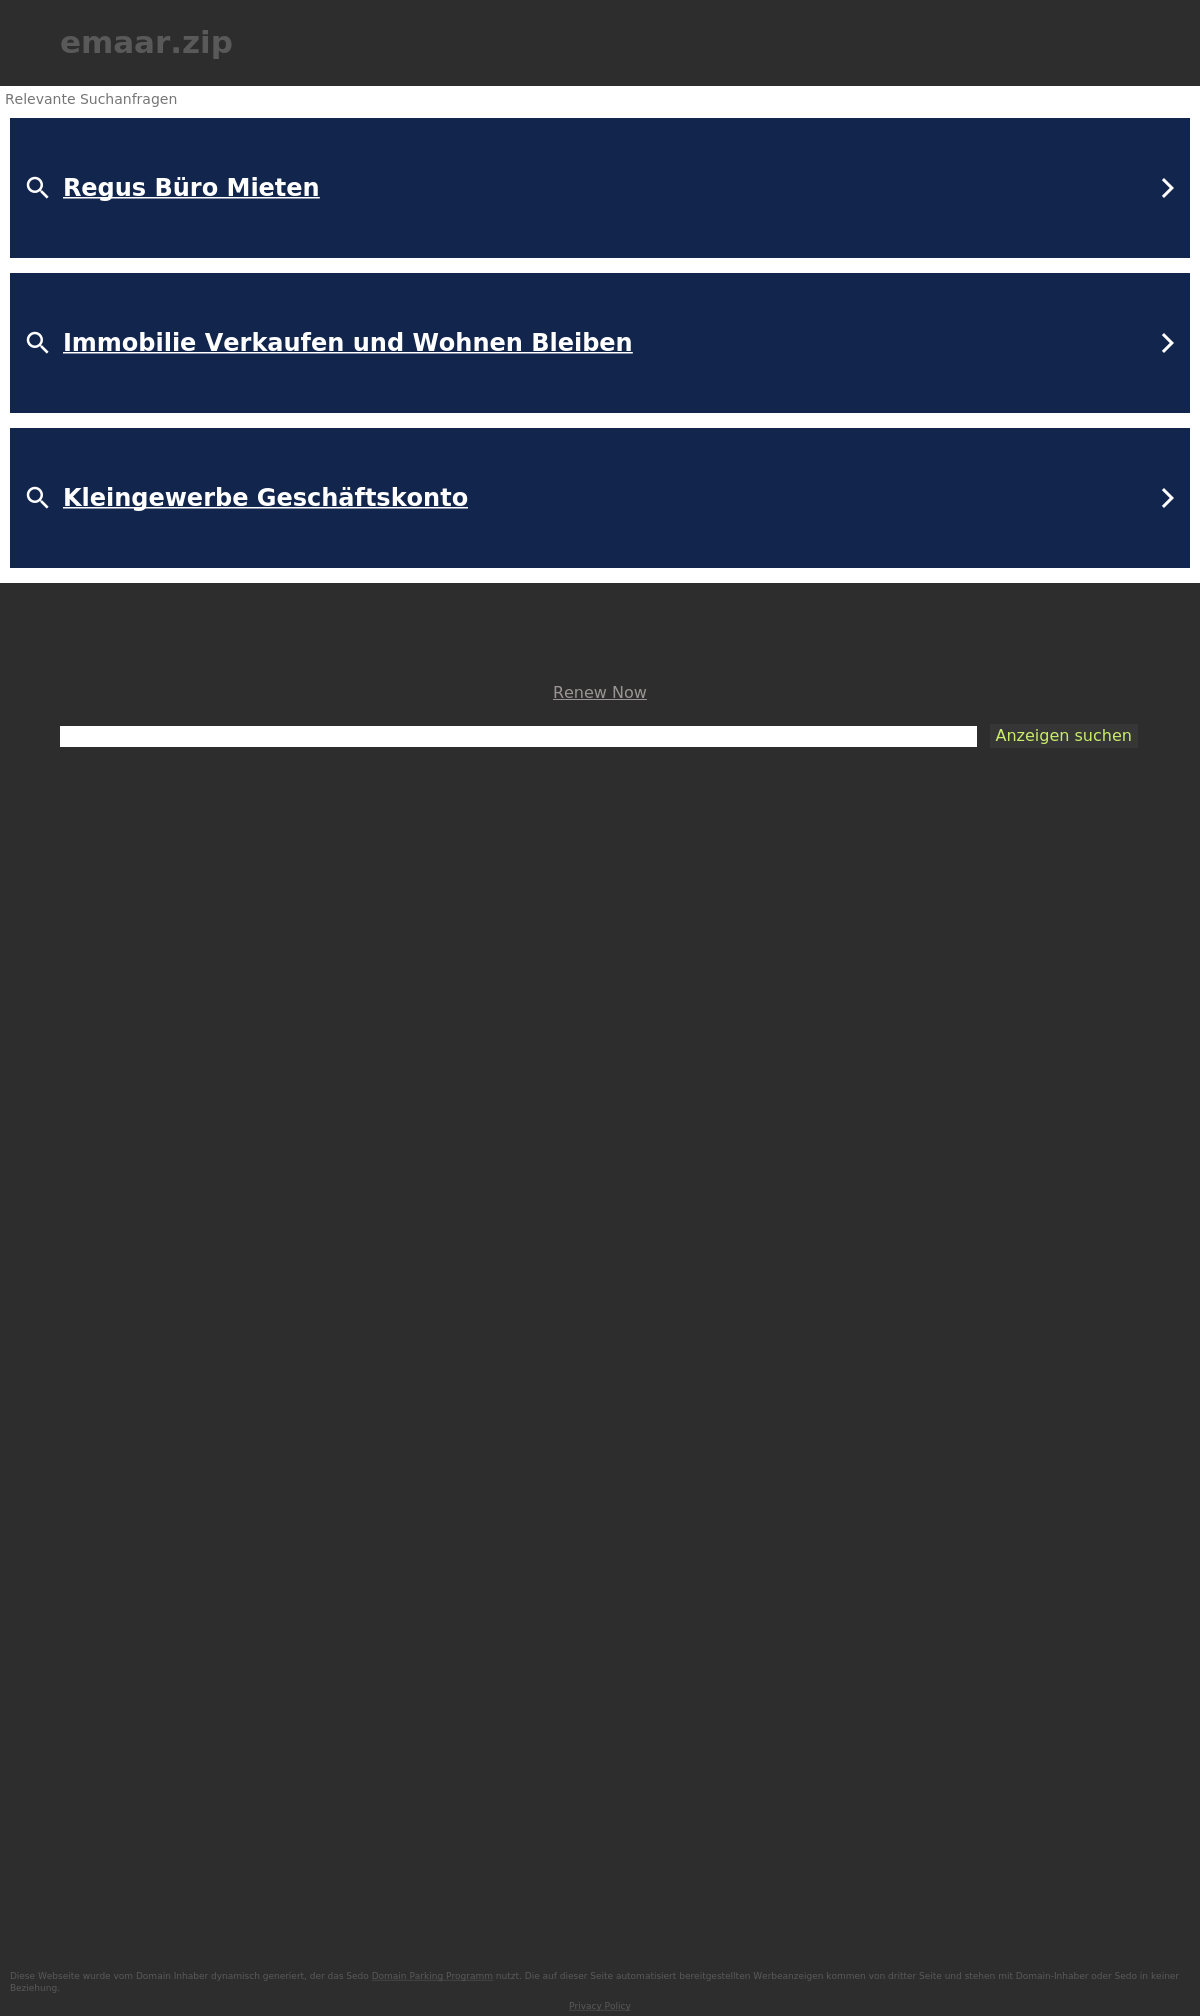 emaar.zip
Relevante Suchanfragen
Regus Büro Mieten
Immobilie Verkaufen und Wohnen Bleiben
Kleingewerbe Geschäftskonto
Renew Now
Anzeigen suchen
Diese Webseite wurde vom Domain Inhaber dynamisch generiert, der das Sedo Domain Parking Programm nutzt. Die auf dieser Seite automatisiert bereitgestellten Werbeanzeigen kommen von dritter Seite und stehen mit Domain-Inhaber oder Sedo in keiner
Beziehung.
Privacy Policy